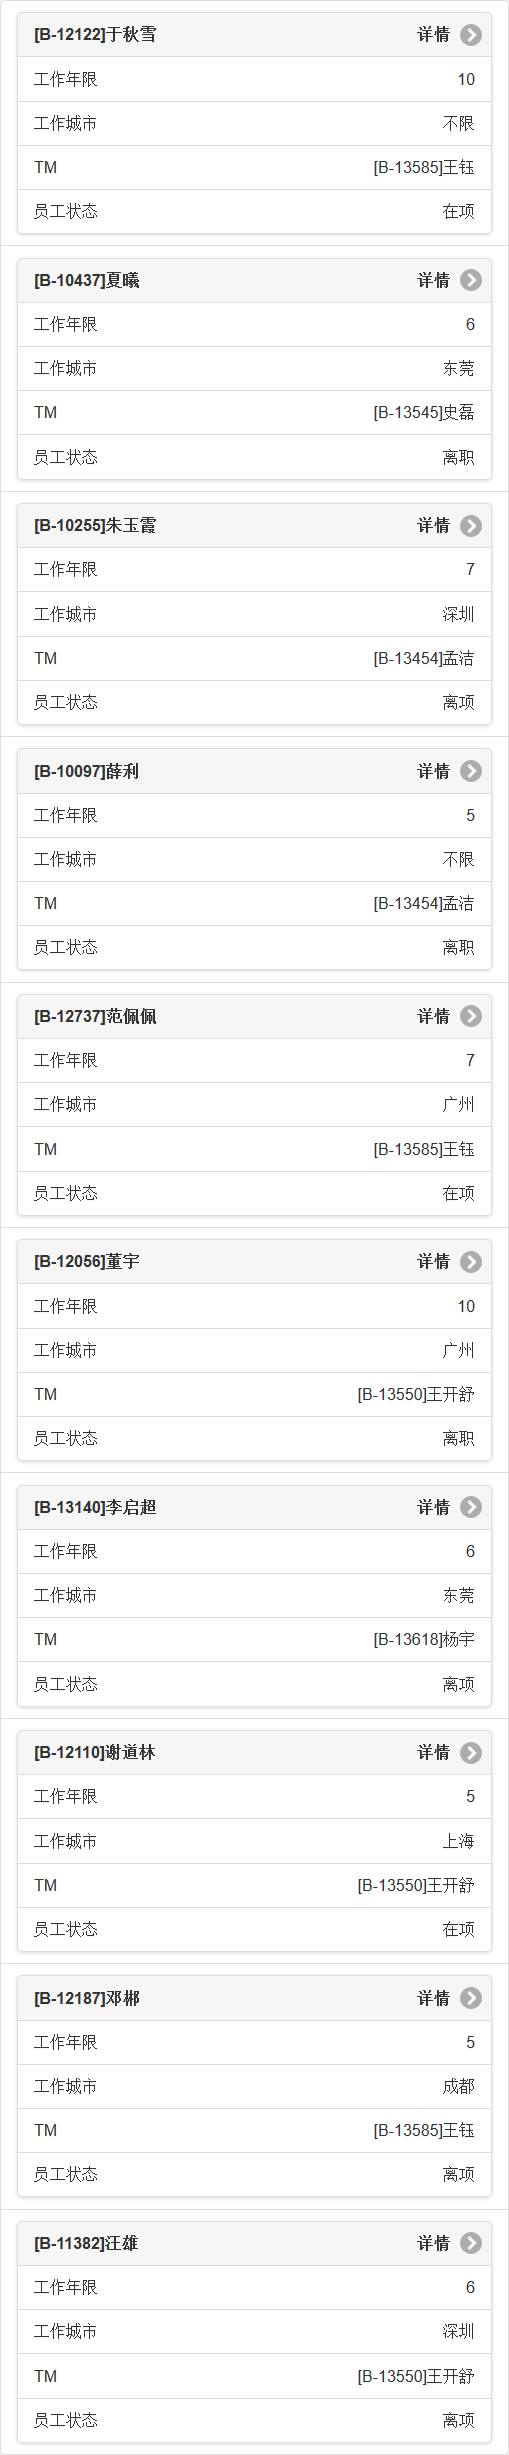 [B-12122]于秋雪 详情
工作年限 10
工作城市 不限
TM [B-13585]王钰
员工状态 在项
[B-10437]夏曦 详情
工作年限 6
工作城市 东莞
TM [B-13545]史磊
员工状态 离职
[B-10255]朱玉霞 详情
工作年限 7
工作城市 深圳
TM [B-13454]孟洁
员工状态 离项
[B-10097]薛利 详情
工作年限 5
工作城市 不限
TM [B-13454]孟洁
员工状态 离职
[B-12737]范佩佩 详情
工作年限 7
工作城市 广州
TM [B-13585]王钰
员工状态 在项
[B-12056]董宇 详情
工作年限 10
工作城市 广州
TM [B-13550]王开舒
员工状态 离职
[B-13140]李启超 详情
工作年限 6
工作城市 东莞
TM [B-13618]杨宇
员工状态 离项
[B-12110]谢道林 详情
工作年限 5
工作城市 上海
TM [B-13550]王开舒
员工状态 在项
[B-12187]邓郴 详情
工作年限 5
工作城市 成都
TM [B-13585]王钰
员工状态 离项
[B-11382]汪雄 详情
工作年限 6
工作城市 深圳
TM [B-13550]王开舒
员工状态 离项